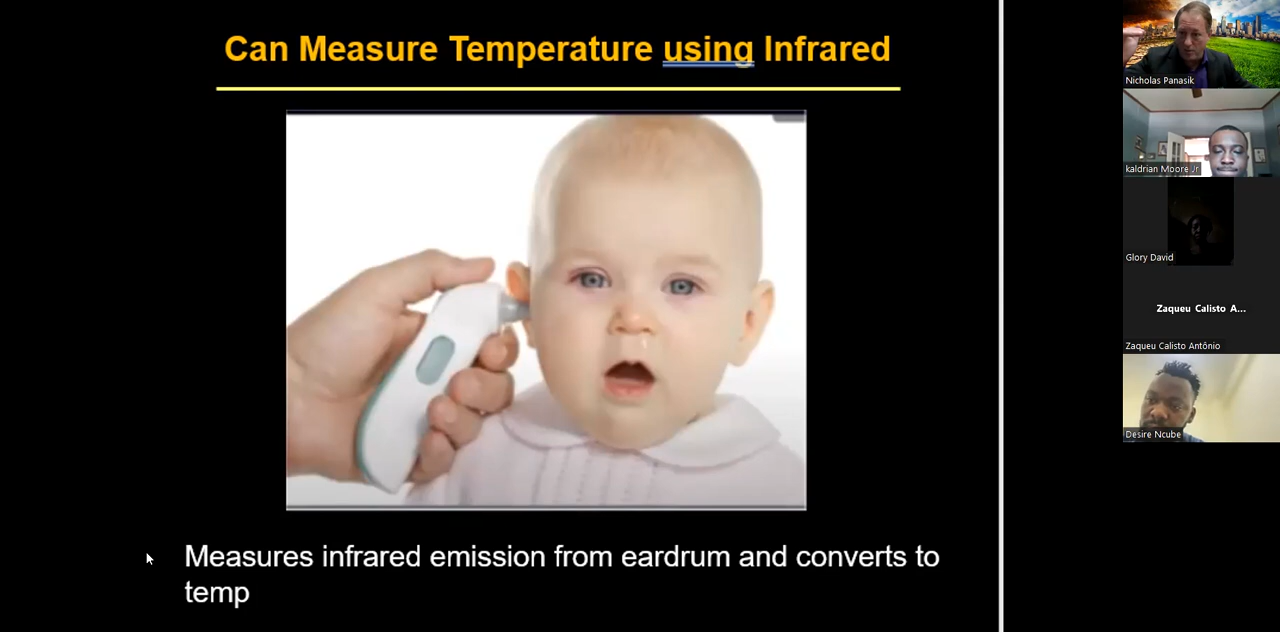 Can Measure Temperature using Infrared
Measures infrared emission from eardrum and converts to
temp
Nicholas Panasik
kaldrian Moore Jr
Glory David
Zaqueu Calisto A...
Zaqueu Calisto Antônio
Desire Ncube